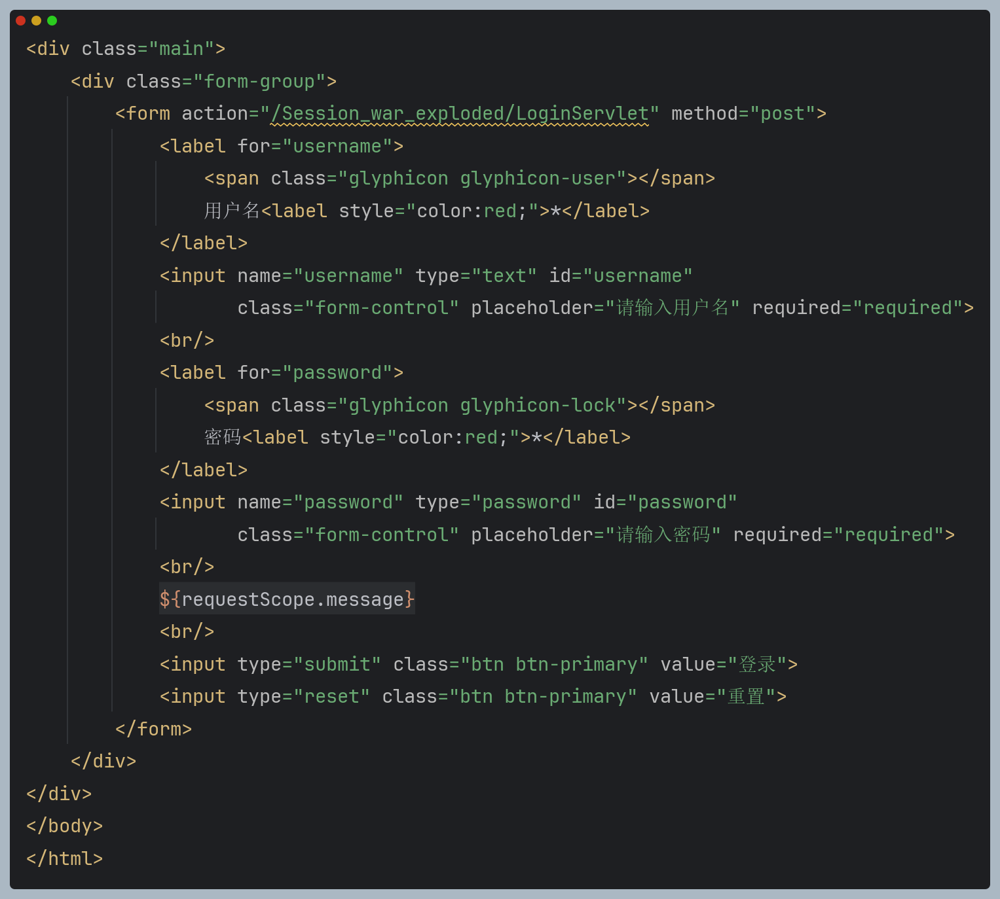 <div class="main">
    <div class="form-group">
        <form action="/Session_war_exploded/LoginServlet" method="post">
            <label for="username">
                <span class="glyphicon glyphicon-user"></span>
                用户名<label style="color:red;">*</label>
            </label>
            <input name="username" type="text" id="username"
                   class="form-control" placeholder="请输入用户名" required="required">
            <br/>
            <label for="password">
                <span class="glyphicon glyphicon-lock"></span>
                密码<label style="color:red;">*</label>
            </label>
            <input name="password" type="password" id="password"
                   class="form-control" placeholder="请输入密码" required="required">
            <br/>
            ${requestScope.message}
            <br/>
            <input type="submit" class="btn btn-primary" value="登录">
            <input type="reset" class="btn btn-primary" value="重置">
        </form>
    </div>
</div>
</body>
</html>